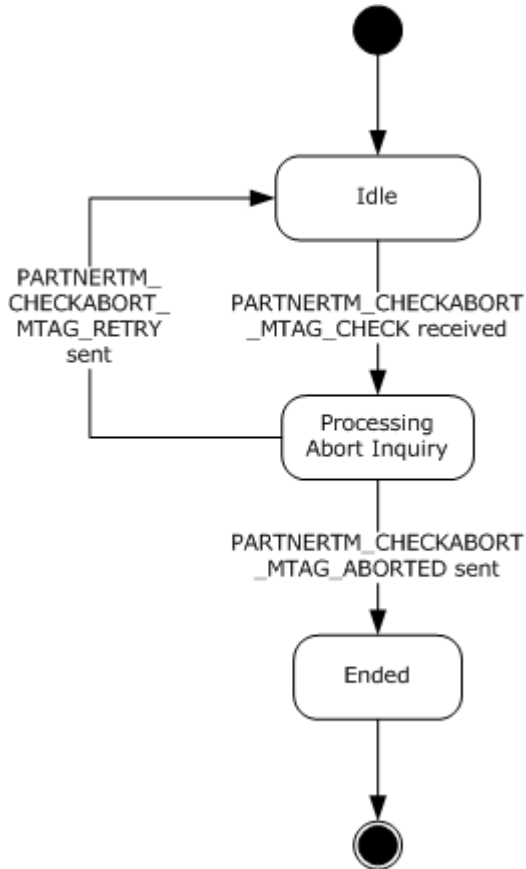 Idle
PARTNERTM_
CHECKABORT_
MTAG_RETRY
sent
PARTNERTM_CHECKABORT
_MTAG_CHECK received
Processing
Abort Inquiry
PARTNERTM_CHECKABORT
_MTAG_ABORTED sent
Ended